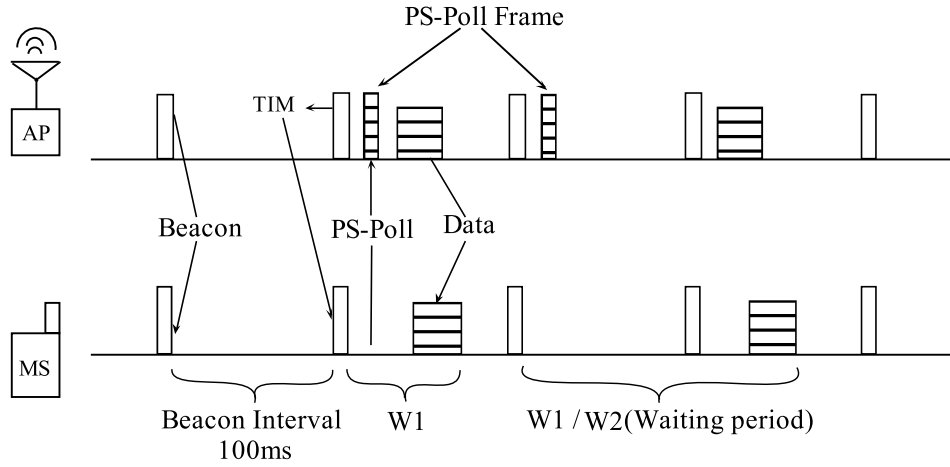 PS-Poll Frame
TIM
AP
Beacon
PS-Poll
Data
MS
Beacon Interval
100ms
W1
W1 / W2(Waiting period)